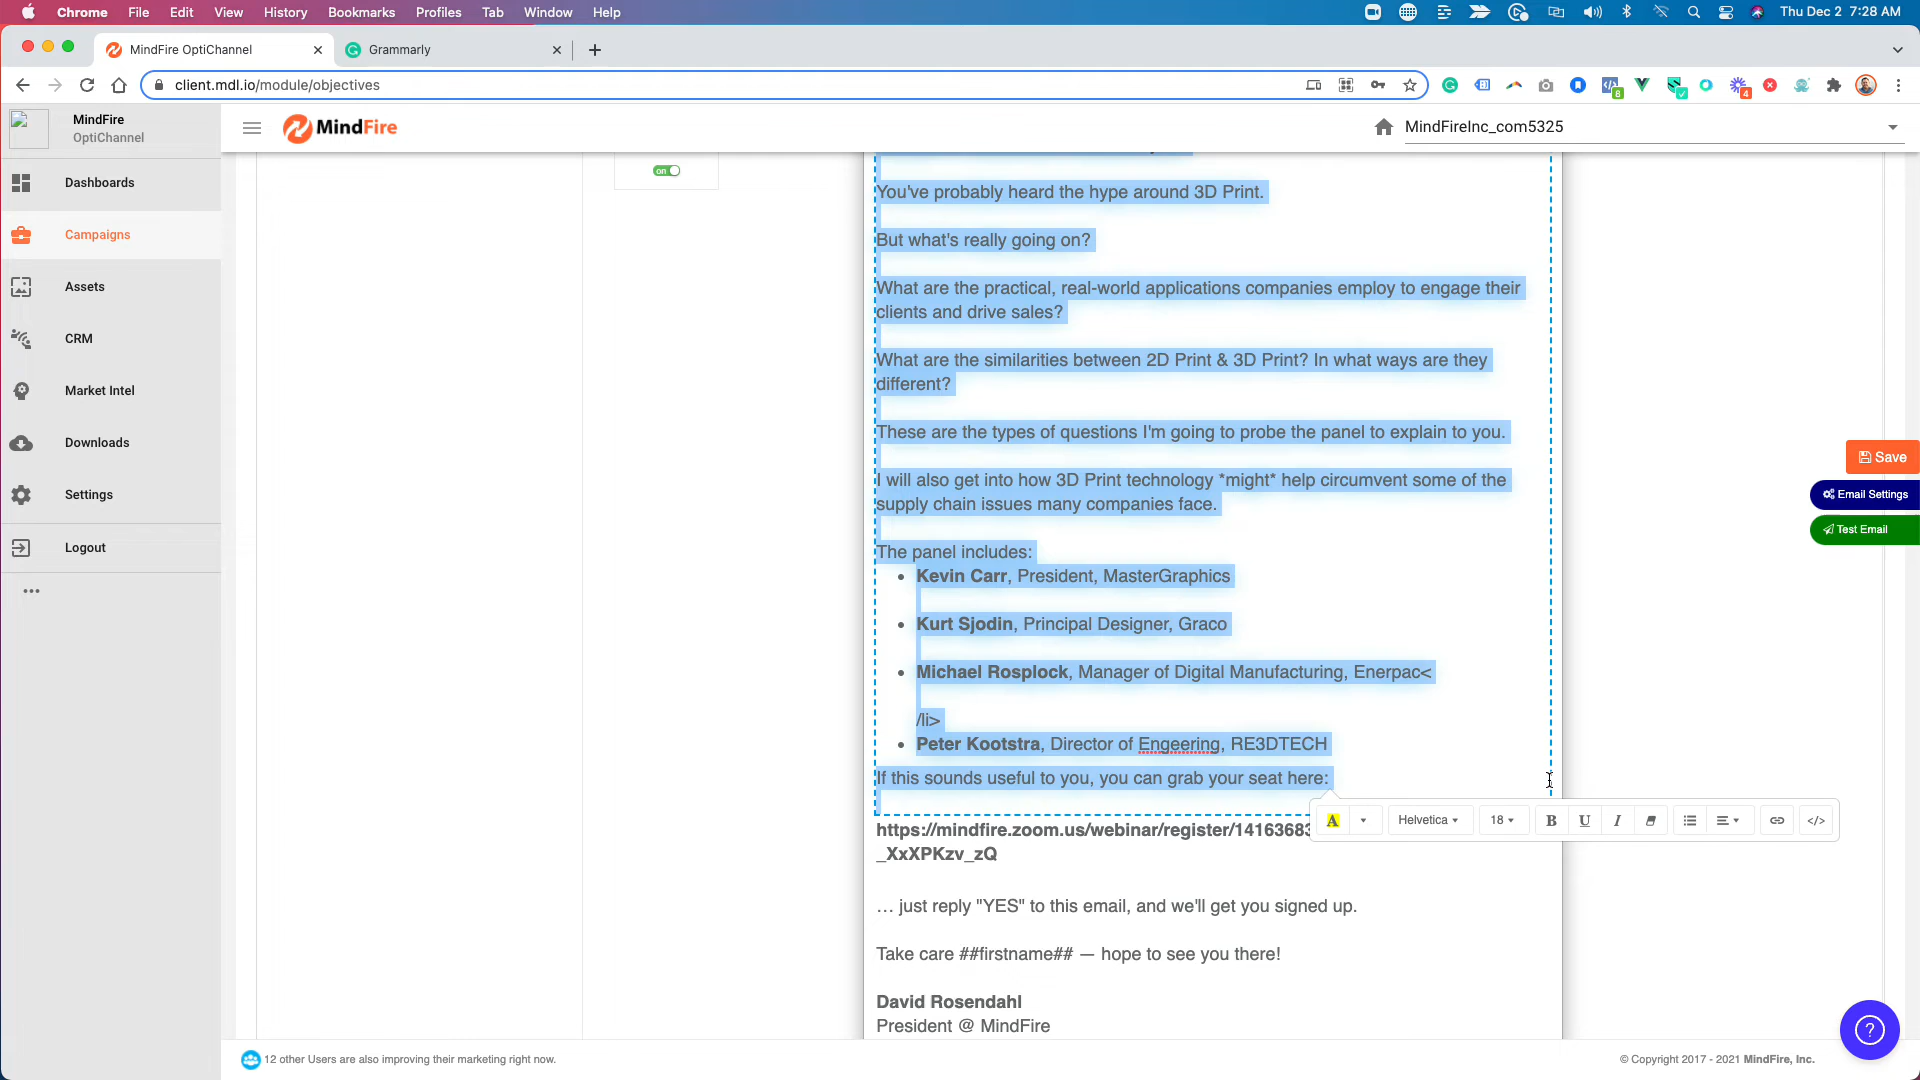 Chrome File Edit View History Bookmarks Profiles Tab Window Help Thu Dec 2 7:28 AM
MindFire OptiChannel
Grammarly
client.mdl.io/module/objectives
8
4
MindFire
OptiChannel
MindFire
MindFireInc_com5325
Dashboards
Campaigns
Assets
CRM
Market Intel
Downloads
Settings
Logout
on
You've probably heard the hype around 3D Print.
But what's really going on?
What are the practical, real-world applications companies employ to engage their
clients and drive sales?
What are the similarities between 2D Print & 3D Print? In what ways are they
different?
These are the types of questions I'm going to probe the panel to explain to you.
I will also get into how 3D Print technology *might* help circumvent some of the
supply chain issues many companies face.
The panel includes:
• Kevin Carr, President, MasterGraphics
• Kurt Sjodin, Principal Designer, Graco
• Michael Rosplock, Manager of Digital Manufacturing, Enerpac<
/li>
• Peter Kootstra, Director of Engeering, RE3DTECH
If this sounds useful to you, you can grab your seat here:
A Helvetica 18 B U I </>
https://mindfire.zoom.us/webinar/register/1416368
_XxXPKzv_zQ
… just reply "YES" to this email, and we'll get you signed up.
Take care ##firstname## — hope to see you there!
David Rosendahl
President @ MindFire
Save
Email Settings
Test Email
12 other Users are also improving their marketing right now.
© Copyright 2017 - 2021 MindFire, Inc.